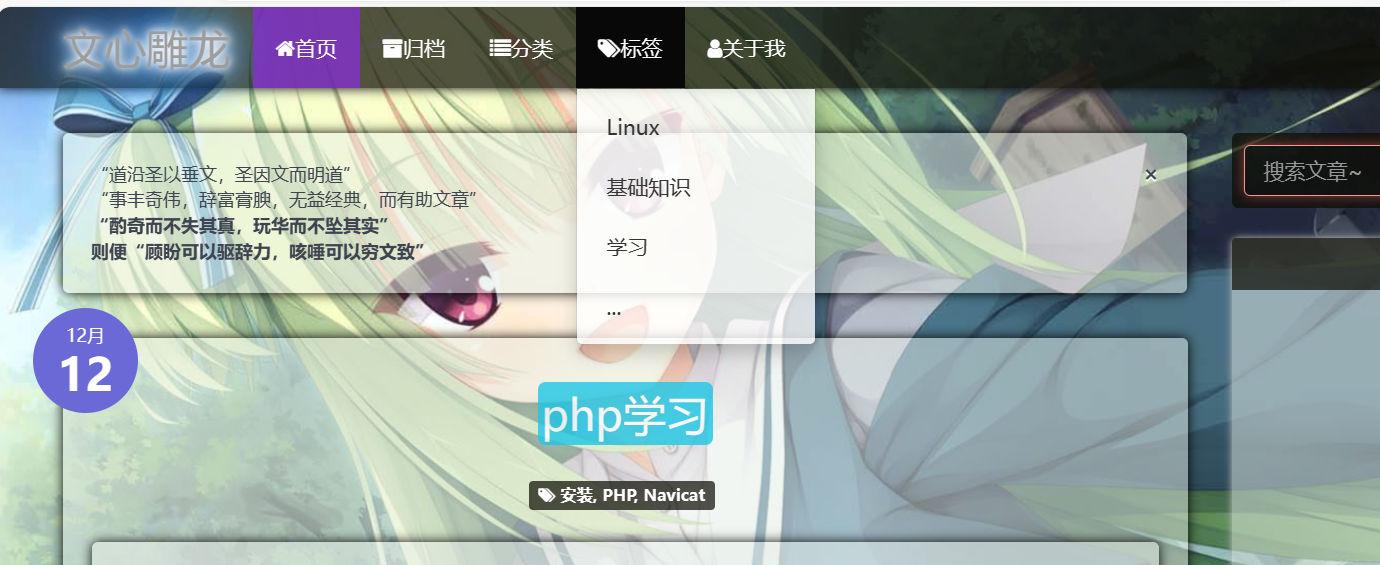 文心雕龙 首页 归档 分类 标签 关于我
Linux
基础知识
学习
...
“道沿圣以垂文，圣因文而明道”
“事丰奇伟，辞富膏腴，无益经典，而有助文章”
“酌奇而不失其真，玩华而不坠其实”
则便“顾盼可以驱辞力，咳唾可以穷文致”
×
搜索文章~
12月
12
php学习
安装, PHP, Navicat